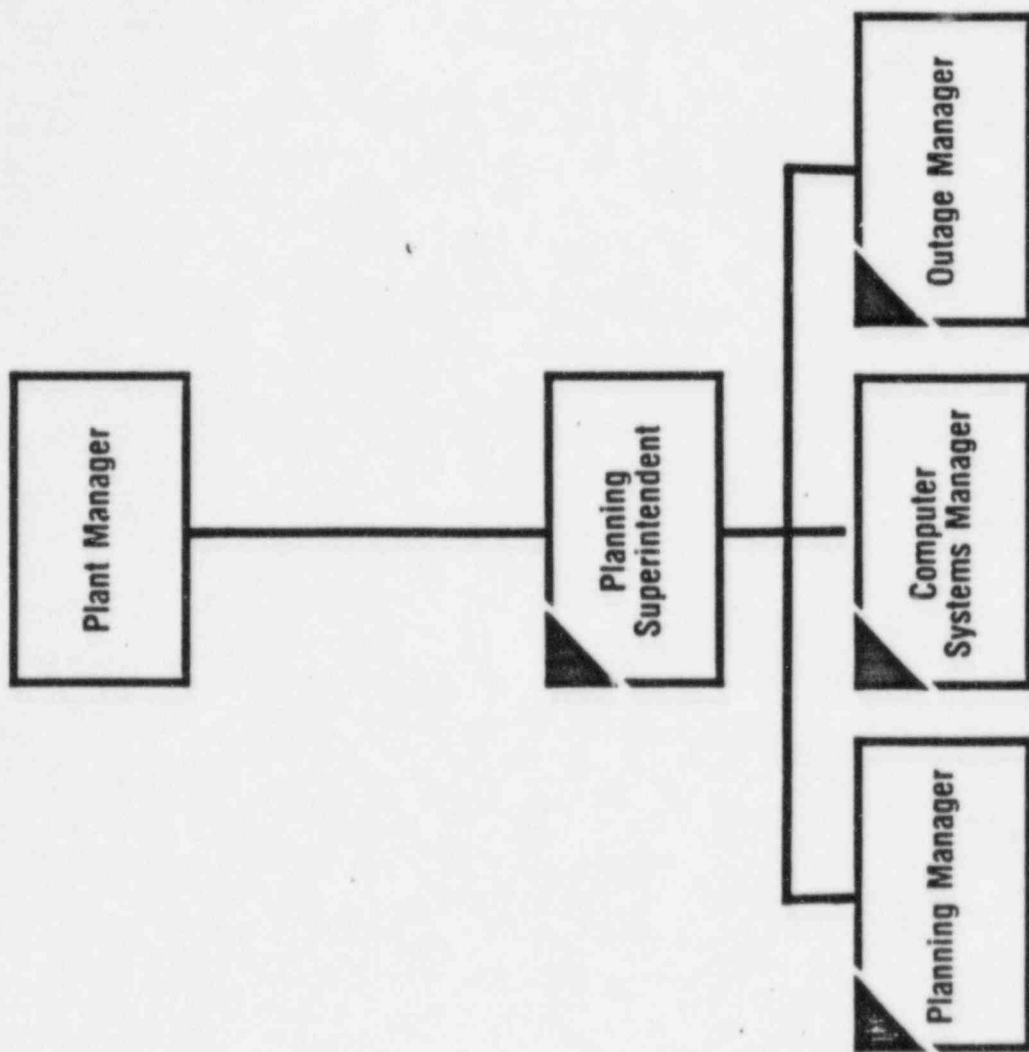 Plant Manager
Planning
Superintendent
Planning Manager
Computer
Systems Manager
Outage Manager